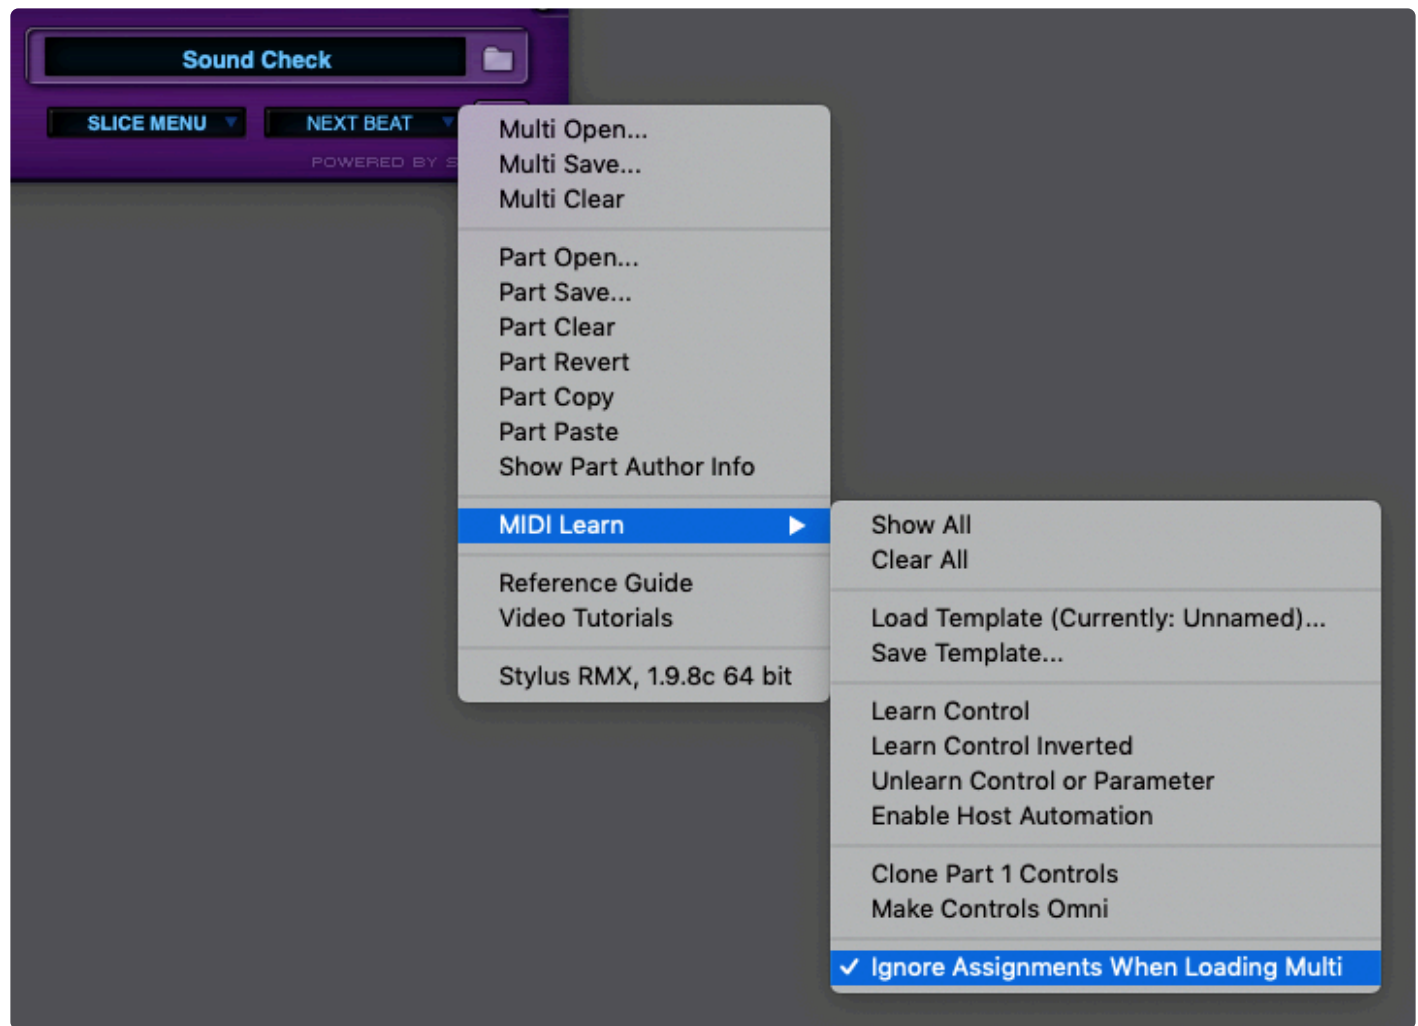 Sound Check
SLICE MENU NEXT BEAT
POWERED BY
Multi Open...
Multi Save...
Multi Clear
Part Open...
Part Save...
Part Clear
Part Revert
Part Copy
Part Paste
Show Part Author Info
MIDI Learn
Reference Guide
Video Tutorials
Stylus RMX, 1.9.8c 64 bit
Show All
Clear All
Load Template (Currently: Unnamed)...
Save Template...
Learn Control
Learn Control Inverted
Unlearn Control or Parameter
Enable Host Automation
Clone Part 1 Controls
Make Controls Omni
Ignore Assignments When Loading Multi